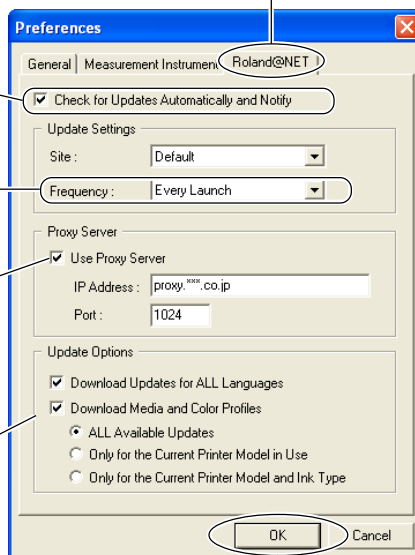 Preferences
General Measurement Instrument Roland@NET
Check for Updates Automatically and Notify
Update Settings
Site : Default
Frequency : Every Launch
Proxy Server
Use Proxy Server
IP Address : proxy.***.co.jp
Port : 1024
Update Options
Download Updates for ALL Languages
Download Media and Color Profiles
ALL Available Updates
Only for the Current Printer Model in Use
Only for the Current Printer Model and Ink Type
OK Cancel